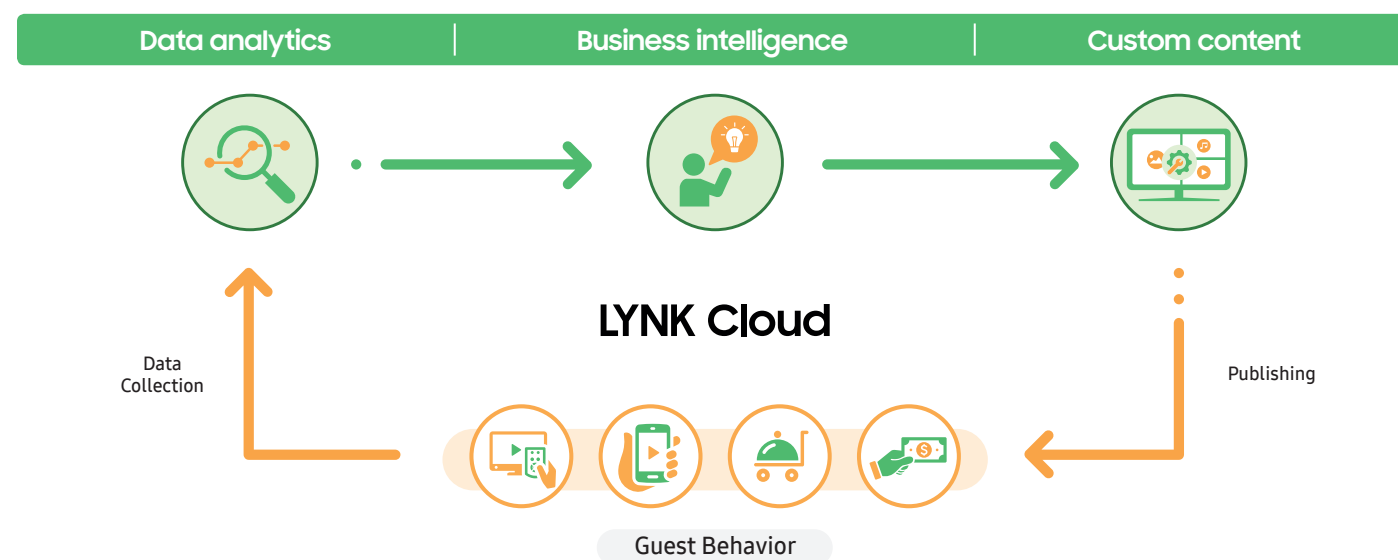 Data analytics
Business intelligence
Custom content
LYNK Cloud
Data
Collection
Publishing
Guest Behavior